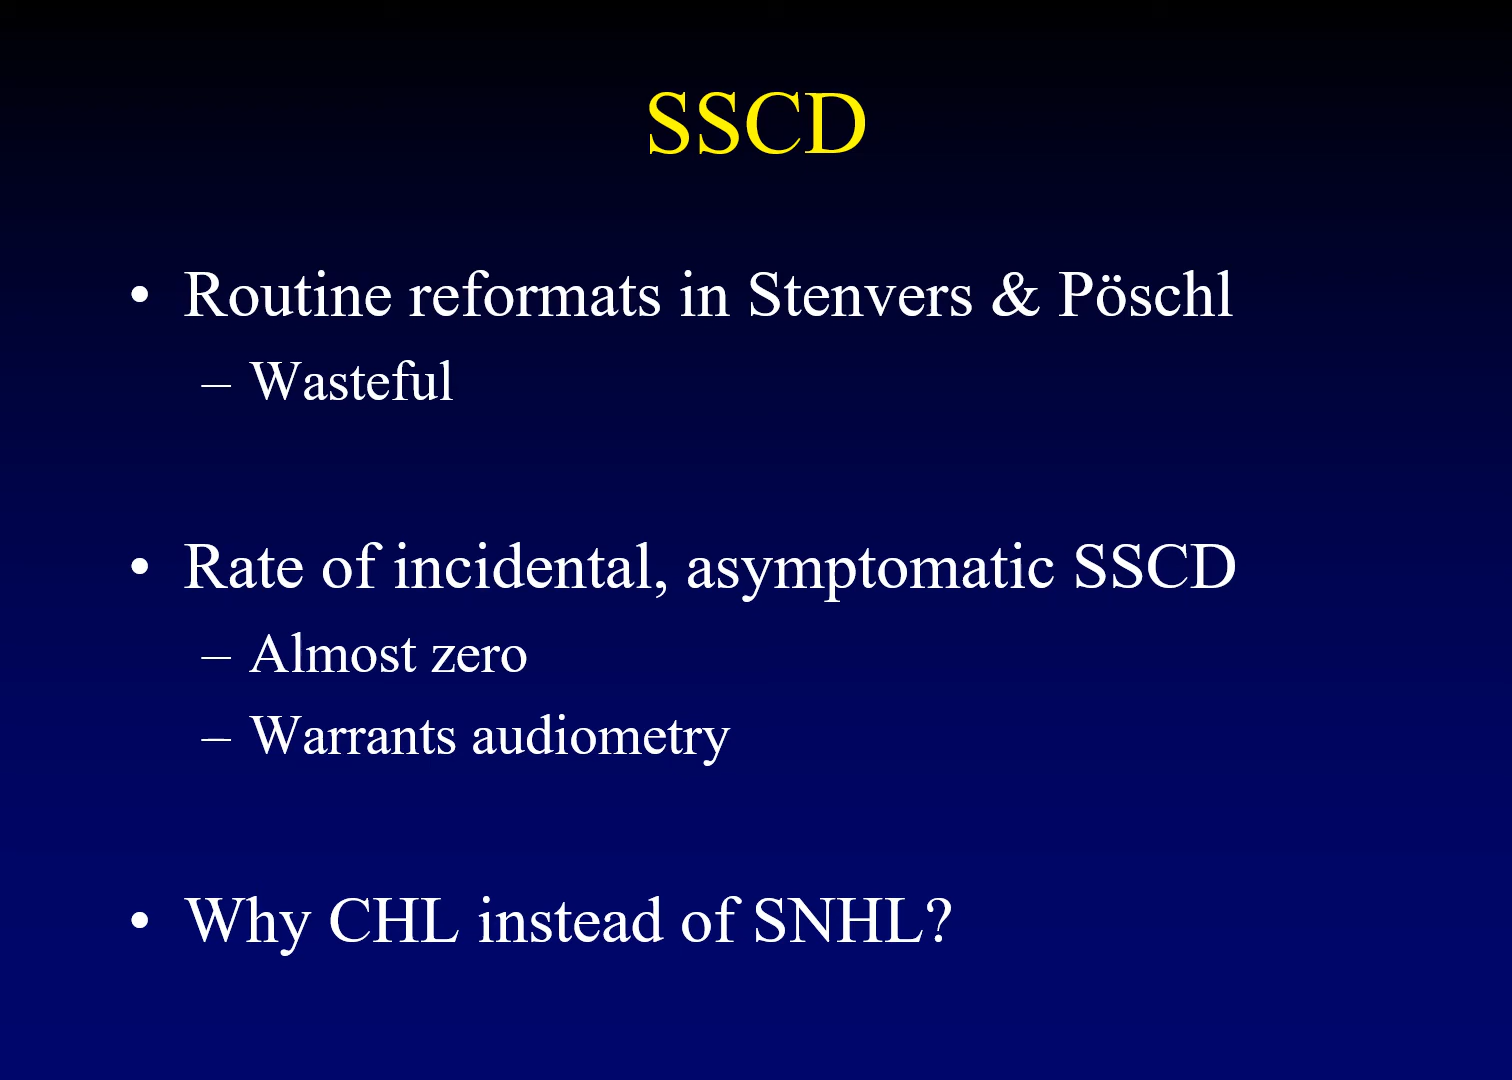 SSCD
• Routine reformats in Stenvers & Pöschl
– Wasteful
• Rate of incidental, asymptomatic SSCD
– Almost zero
– Warrants audiometry
• Why CHL instead of SNHL?